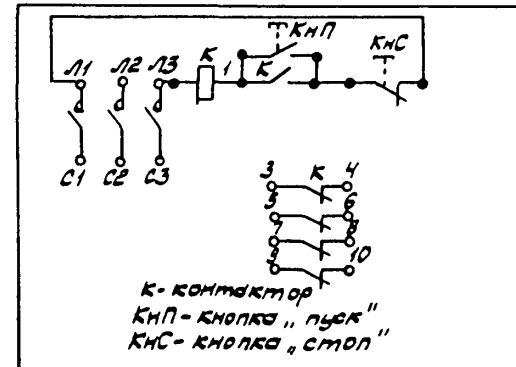 КнП
КнС
Л1 Л2 Л3 К 1 К
С1 С2 С3
3 К 4
5 6
7 8
9 10
К - контактор
КнП - кнопка „ пуск"
КнС - кнопка „ стоп"